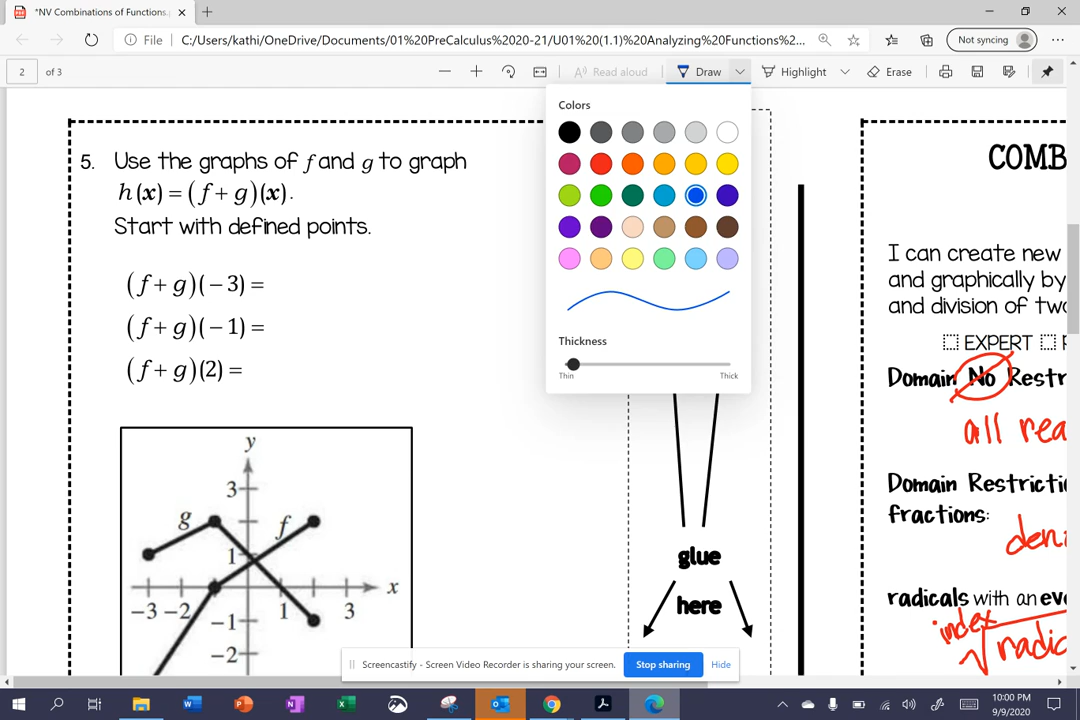 *NV Combinations of Functions.
File
C:/Users/kathi/OneDrive/Documents/01%20PreCalculus%2020-21/U01%20(1.1)%20Analyzing%20Functions%2...
Not syncing
2 of 3
Read aloud
Draw
Highlight
Erase
Colors
Thickness
Thin
Thick
5. Use the graphs of f and g to graph
h(x) = (f + g)(x).
Start with defined points.
(f + g)(−3) =
(f + g)(−1) =
(f + g)(2) =
y
3
g
f
1
x
−3 −2
1
3
−1
−2
glue
here
COMB
I can create new
and graphically by
and division of two
EXPERT
Domain No Restr
all rea
Domain Restrictio
fractions:
den
radicals with an eve
index
radic
Screencastify - Screen Video Recorder is sharing your screen.
Stop sharing
Hide
10:00 PM
9/9/2020